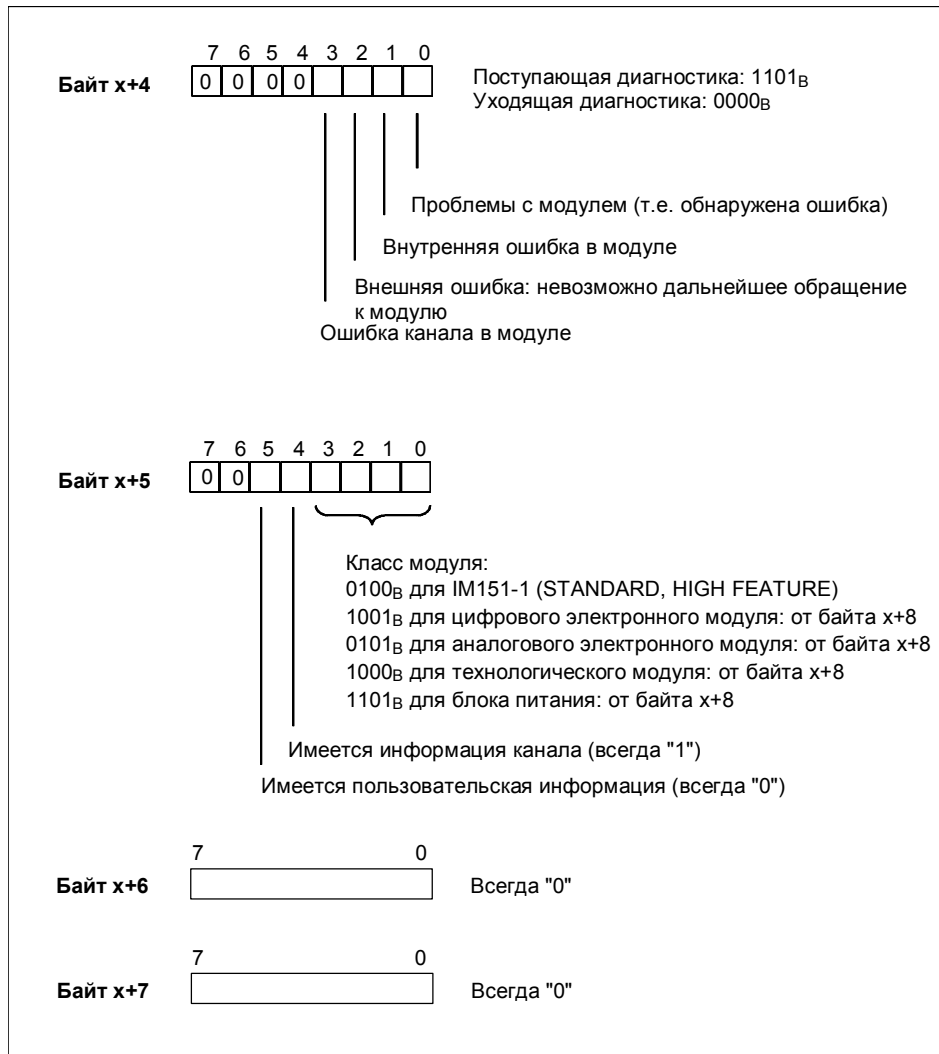 7 6 5 4 3 2 1 0
Байт x+4 0 0 0 0 Поступающая диагностика: 1101B
Уходящая диагностика: 0000B
Проблемы с модулем (т.е. обнаружена ошибка)
Внутренняя ошибка в модуле
Внешняя ошибка: невозможно дальнейшее обращение
к модулю
Ошибка канала в модуле
7 6 5 4 3 2 1 0
Байт x+5 0 0
Класс модуля:
0100B для IM151-1 (STANDARD, HIGH FEATURE)
1001B для цифрового электронного модуля: от байта x+8
0101B для аналогового электронного модуля: от байта x+8
1000B для технологического модуля: от байта x+8
1101B для блока питания: от байта x+8
Имеется информация канала (всегда "1")
Имеется пользовательская информация (всегда "0")
7 0
Байт x+6 Всегда "0"
7 0
Байт x+7 Всегда "0"